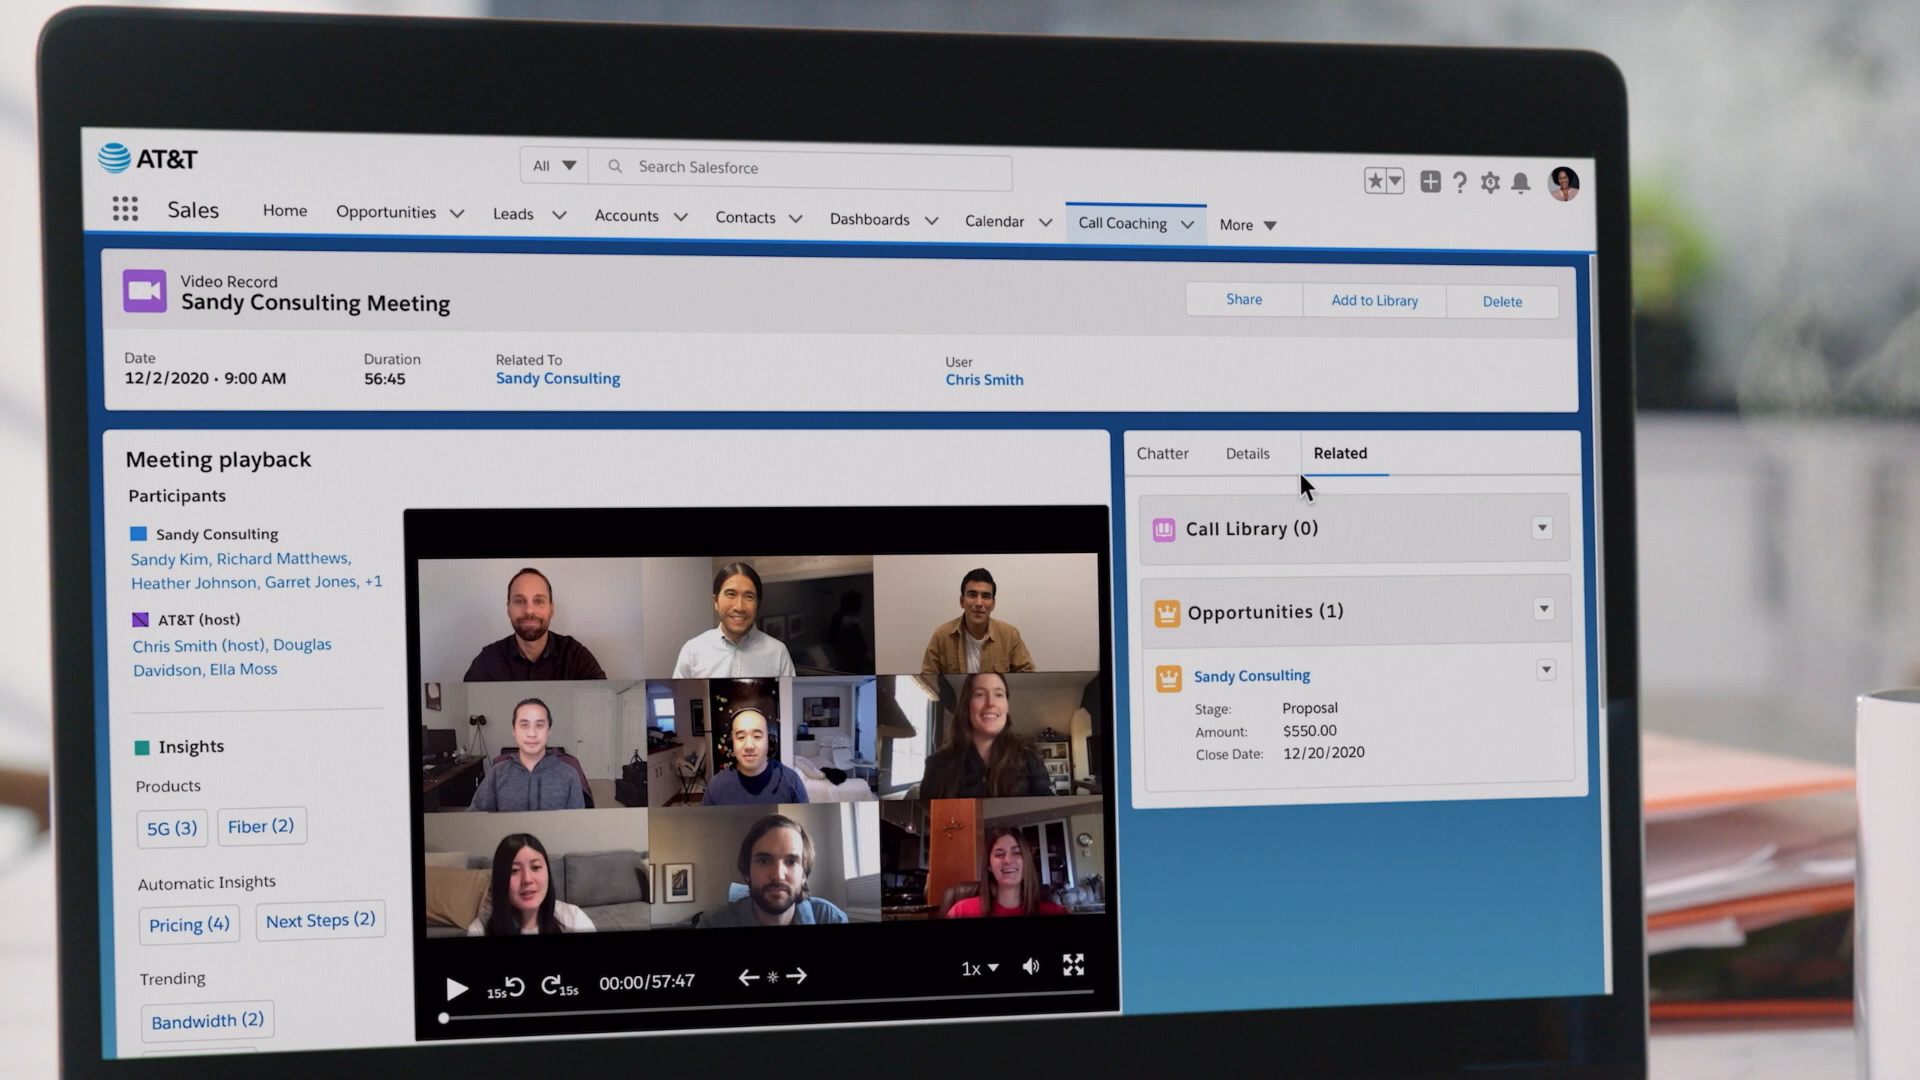 AT&T
All
Search Salesforce
Sales
Home
Opportunities
Leads
Accounts
Contacts
Dashboards
Calendar
Call Coaching
More
Video Record
Sandy Consulting Meeting
Share
Add to Library
Delete
Date
12/2/2020 • 9:00 AM
Duration
56:45
Related To
Sandy Consulting
User
Chris Smith
Meeting playback
Participants
Sandy Consulting
Sandy Kim, Richard Matthews,
Heather Johnson, Garret Jones, +1
AT&T (host)
Chris Smith (host), Douglas
Davidson, Ella Moss
Insights
Products
5G (3)
Fiber (2)
Automatic Insights
Pricing (4)
Next Steps (2)
Trending
Bandwidth (2)
15s
15s
00:00/57:47
1x
Chatter
Details
Related
Call Library (0)
Opportunities (1)
Sandy Consulting
Stage: Proposal
Amount: $550.00
Close Date: 12/20/2020